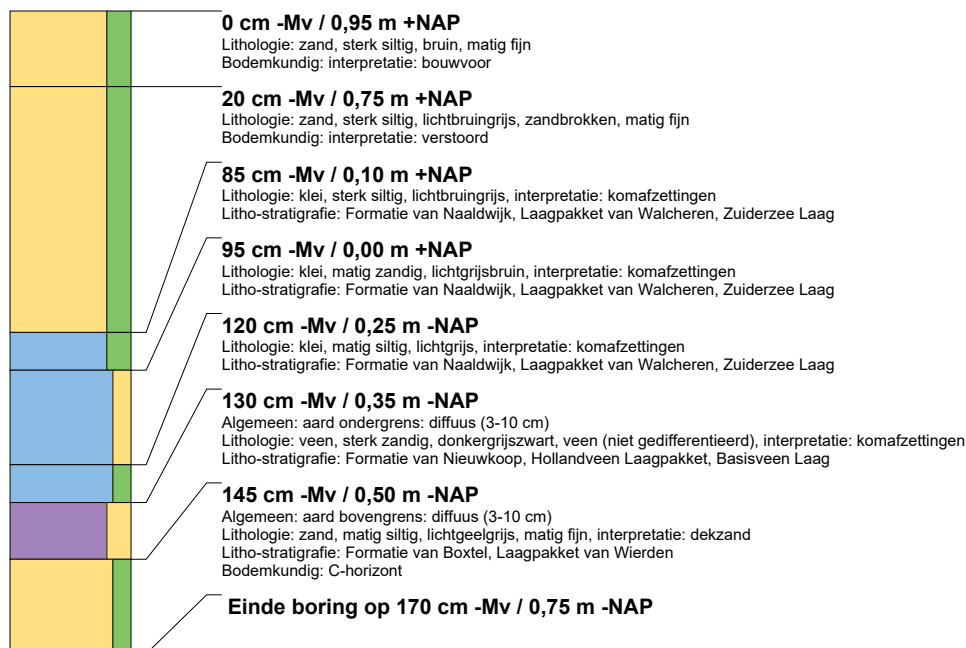 0 cm -Mv / 0,95 m +NAP
Lithologie: zand, sterk siltig, bruin, matig fijn
Bodemkundig: interpretatie: bouwvoor
20 cm -Mv / 0,75 m +NAP
Lithologie: zand, sterk siltig, lichtbruingrijs, zandbrokken, matig fijn
Bodemkundig: interpretatie: verstoord
85 cm -Mv / 0,10 m +NAP
Lithologie: klei, sterk siltig, lichtbruingrijs, interpretatie: komafzettingen
Litho-stratigrafie: Formatie van Naaldwijk, Laagpakket van Walcheren, Zuiderzee Laag
95 cm -Mv / 0,00 m +NAP
Lithologie: klei, matig zandig, lichtgrijsbruin, interpretatie: komafzettingen
Litho-stratigrafie: Formatie van Naaldwijk, Laagpakket van Walcheren, Zuiderzee Laag
120 cm -Mv / 0,25 m -NAP
Lithologie: klei, matig siltig, lichtgrijs, interpretatie: komafzettingen
Litho-stratigrafie: Formatie van Naaldwijk, Laagpakket van Walcheren, Zuiderzee Laag
130 cm -Mv / 0,35 m -NAP
Algemeen: aard ondergrens: diffuus (3-10 cm)
Lithologie: veen, sterk zandig, donkergrijszwart, veen (niet gedifferentieerd), interpretatie: komafzettingen
Litho-stratigrafie: Formatie van Nieuwkoop, Hollandveen Laagpakket, Basisveen Laag
145 cm -Mv / 0,50 m -NAP
Algemeen: aard bovengrens: diffuus (3-10 cm)
Lithologie: zand, matig siltig, lichtgeelgrijs, matig fijn, interpretatie: dekzand
Litho-stratigrafie: Formatie van Boxtel, Laagpakket van Wierden
Bodemkundig: C-horizont
Einde boring op 170 cm -Mv / 0,75 m -NAP